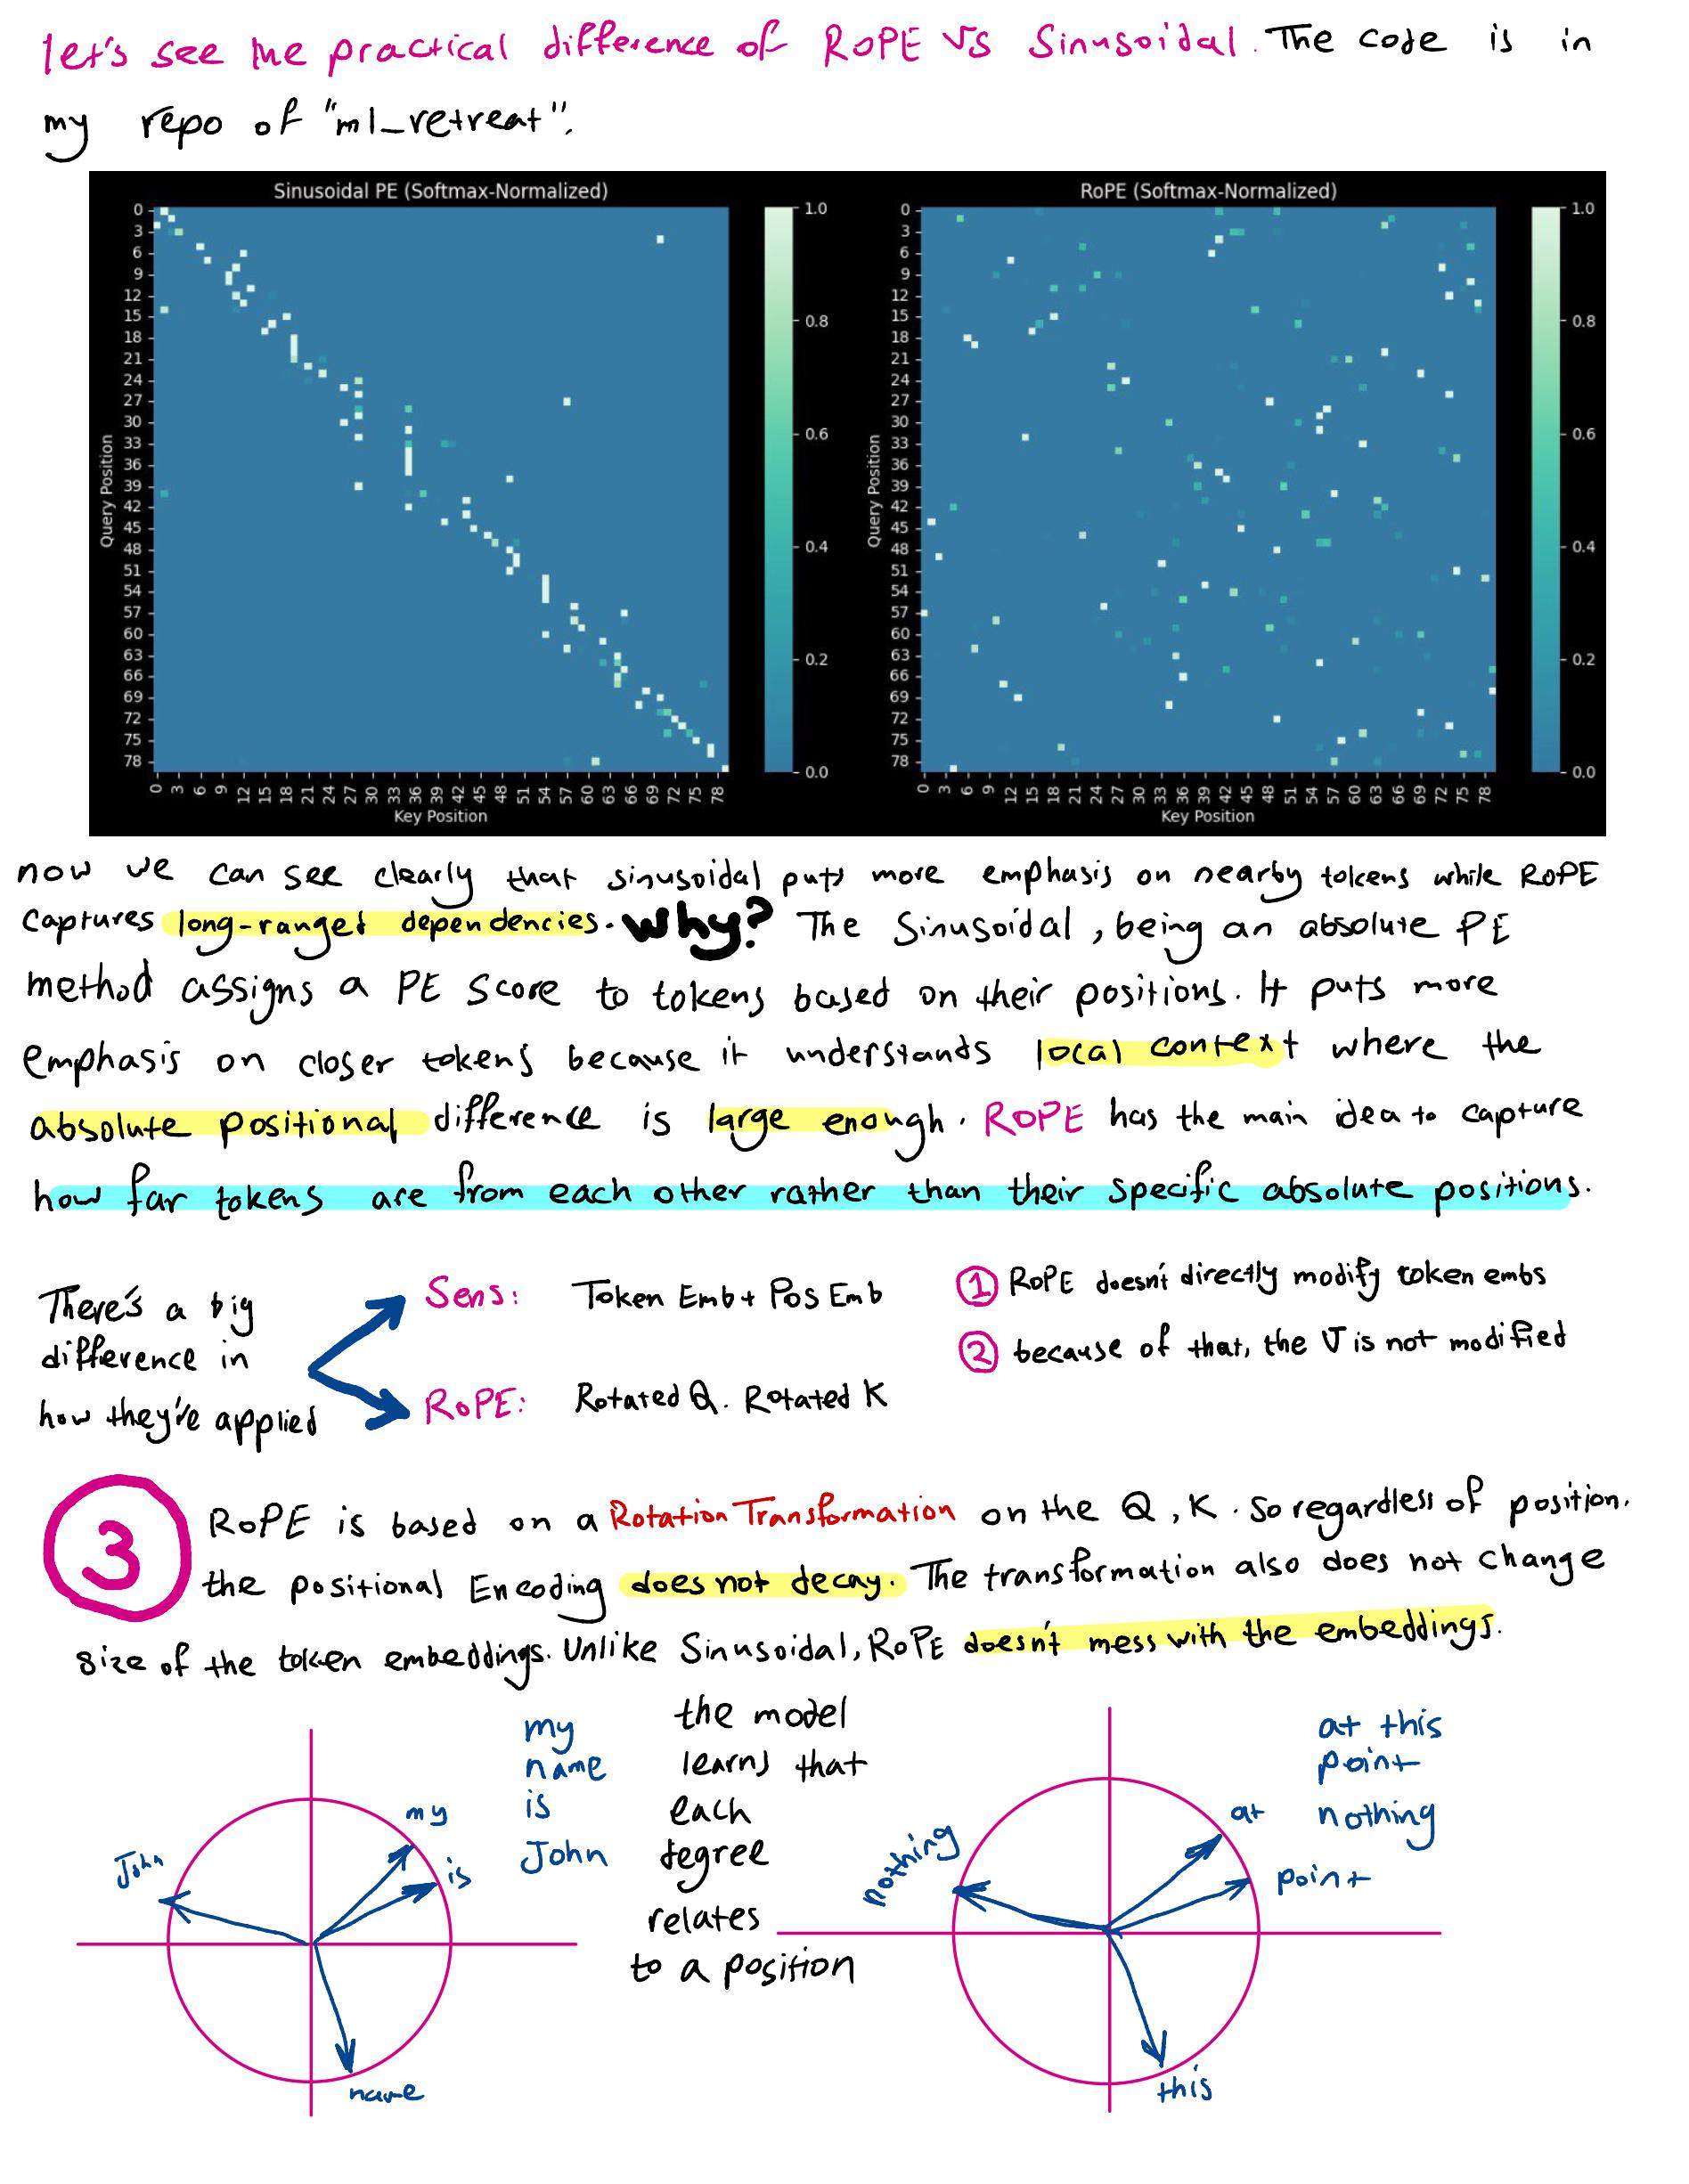 let's see the practical difference of RoPE vs Sinusoidal. The code is in
my repo of "ml_retreat".
Sinusoidal PE (Softmax-Normalized)
0
3
6
9
12
15
18
21
24
27
30
33
36
39
42
45
48
51
54
57
60
63
66
69
72
75
78
Query Position
0 3 6 9 12 15 18 21 24 27 30 33 36 39 42 45 48 51 54 57 60 63 66 69 72 75 78
Key Position
1.0
0.8
0.6
0.4
0.2
0.0
RoPE (Softmax-Normalized)
0
3
6
9
12
15
18
21
24
27
30
33
36
39
42
45
48
51
54
57
60
63
66
69
72
75
78
Query Position
0 3 6 9 12 15 18 21 24 27 30 33 36 39 42 45 48 51 54 57 60 63 66 69 72 75 78
Key Position
1.0
0.8
0.6
0.4
0.2
0.0
now we can see clearly that sinusoidal puts more emphasis on nearby tokens while RoPE
captures long-ranged dependencies. Why? The Sinusoidal, being an absolute PE
method assigns a PE score to tokens based on their positions. It puts more
emphasis on closer tokens because it understands local context where the
absolute positional difference is large enough. RoPE has the main idea to capture
how far tokens are from each other rather than their specific absolute positions.
There's a big
difference in
how they're applied
Sens: Token Emb + Pos Emb
RoPE: Rotated Q. Rotated K
1 RoPE doesn't directly modify token embs
2 because of that, the V is not modified
3
RoPE is based on a Rotation Transformation on the Q, K. So regardless of position.
the positional Encoding does not decay. The transformation also does not change
size of the token embeddings. Unlike Sinusoidal, RoPE doesn't mess with the embeddings.
John
my
is
name
my
name
is
John
the model
learns that
each
degree
relates
to a position
nothing
at
point
this
at this
point
nothing